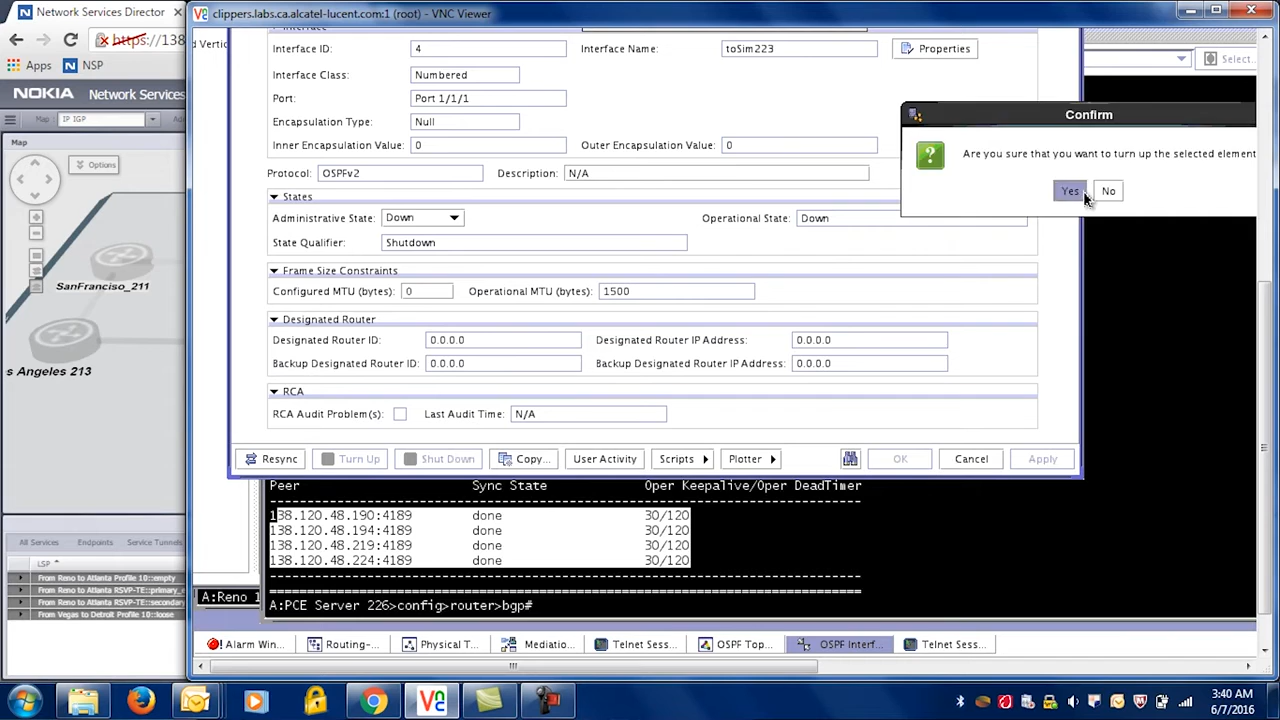 Network Services Director
clippers.labs.ca.alcatel-lucent.com:1 (root) - VNC Viewer
https://138
Apps NSP
NOKIA Network Services
Map : IP IGP
Map
Options
SanFranciso_211
s Angeles 213
All Services Endpoints Service Tunnels
LSP
From Reno to Atlanta Profile 10::empty
From Reno to Atlanta RSVP-TE::primary_e
From Reno to Atlanta RSVP-TE::secondary
From Vegas to Detroit Profile 10::loose
d Vertic
Interface
Interface ID: 4 Interface Name: toSim223 Properties
Interface Class: Numbered
Port: Port 1/1/1
Encapsulation Type: Null
Inner Encapsulation Value: 0 Outer Encapsulation Value: 0
Protocol: OSPFv2 Description: N/A
States
Administrative State: Down Operational State: Down
State Qualifier: Shutdown
Frame Size Constraints
Configured MTU (bytes): 0 Operational MTU (bytes): 1500
Designated Router
Designated Router ID: 0.0.0.0 Designated Router IP Address: 0.0.0.0
Backup Designated Router ID: 0.0.0.0 Backup Designated Router IP Address: 0.0.0.0
RCA
RCA Audit Problem(s): Last Audit Time: N/A
Resync Turn Up Shut Down Copy... User Activity Scripts Plotter OK Cancel Apply
Select...
Confirm
Are you sure that you want to turn up the selected element
Yes No
Peer Sync State Oper Keepalive/Oper DeadTimer
-------------------------------------------------------------------------------
138.120.48.190:4189 done 30/120
138.120.48.194:4189 done 30/120
138.120.48.219:4189 done 30/120
138.120.48.224:4189 done 30/120
===============================================================================
A:Reno 1
A:PCE Server 226>config>router>bgp#
Alarm Win... Routing-... Physical T... Mediatio... Telnet Sess... OSPF Top... OSPF Interf... Telnet Sess...
3:40 AM
6/7/2016